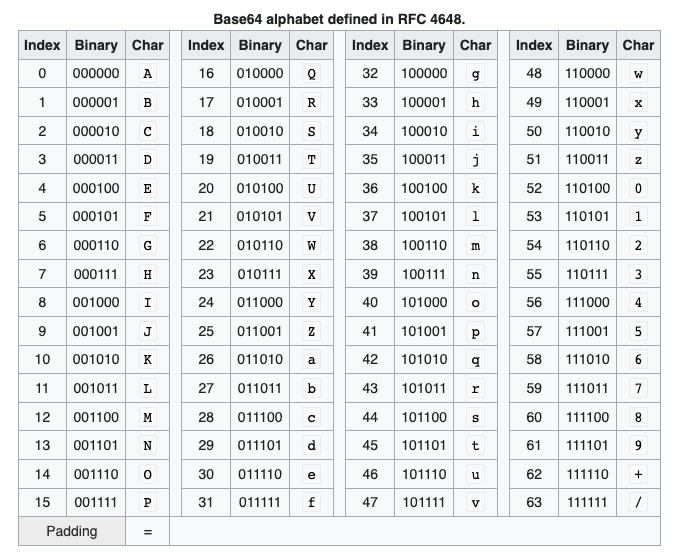 Base64 alphabet defined in RFC 4648.
Index Binary Char Index Binary Char Index Binary Char Index Binary Char
0 000000 A 16 010000 Q 32 100000 g 48 110000 w
1 000001 B 17 010001 R 33 100001 h 49 110001 x
2 000010 C 18 010010 S 34 100010 i 50 110010 y
3 000011 D 19 010011 T 35 100011 j 51 110011 z
4 000100 E 20 010100 U 36 100100 k 52 110100 0
5 000101 F 21 010101 V 37 100101 l 53 110101 1
6 000110 G 22 010110 W 38 100110 m 54 110110 2
7 000111 H 23 010111 X 39 100111 n 55 110111 3
8 001000 I 24 011000 Y 40 101000 o 56 111000 4
9 001001 J 25 011001 Z 41 101001 p 57 111001 5
10 001010 K 26 011010 a 42 101010 q 58 111010 6
11 001011 L 27 011011 b 43 101011 r 59 111011 7
12 001100 M 28 011100 c 44 101100 s 60 111100 8
13 001101 N 29 011101 d 45 101101 t 61 111101 9
14 001110 O 30 011110 e 46 101110 u 62 111110 +
15 001111 P 31 011111 f 47 101111 v 63 111111 /
Padding =